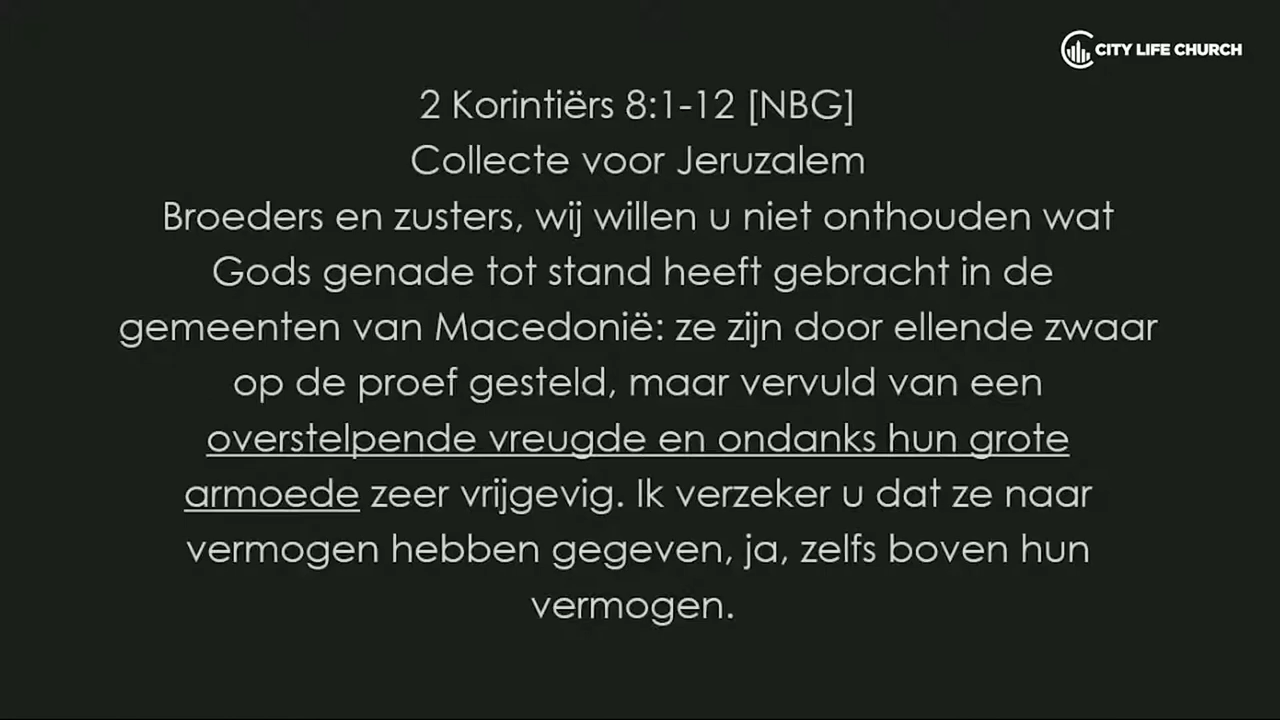 CITY LIFE CHURCH
2 Korintiërs 8:1-12 [NBG]
Collecte voor Jeruzalem
Broeders en zusters, wij willen u niet onthouden wat
Gods genade tot stand heeft gebracht in de
gemeenten van Macedonië: ze zijn door ellende zwaar
op de proef gesteld, maar vervuld van een
overstelpende vreugde en ondanks hun grote
armoede zeer vrijgevig. Ik verzeker u dat ze naar
vermogen hebben gegeven, ja, zelfs boven hun
vermogen.